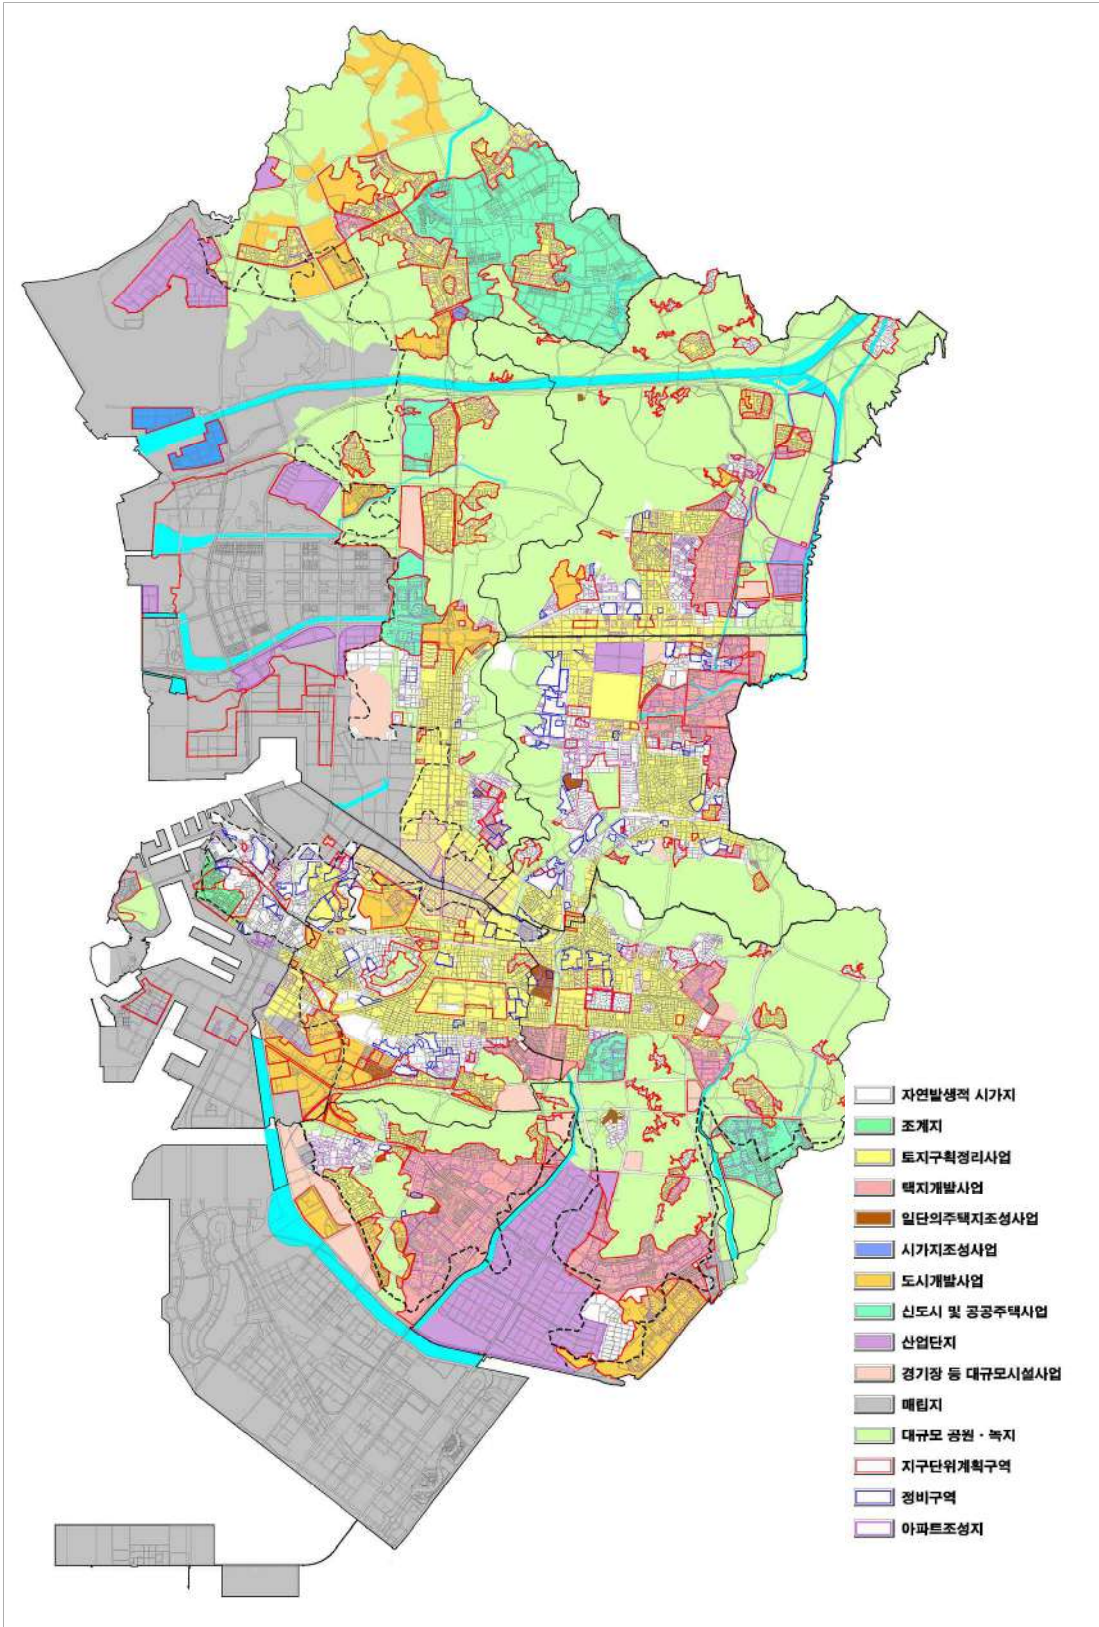 자연발생적 시가지
조계지
토지구획정리사업
택지개발사업
일단의주택지조성사업
시가지조성사업
도시개발사업
신도시 및 공공주택사업
산업단지
경기장 등 대규모시설사업
매립지
대규모 공원 · 녹지
지구단위계획구역
정비구역
아파트조성지